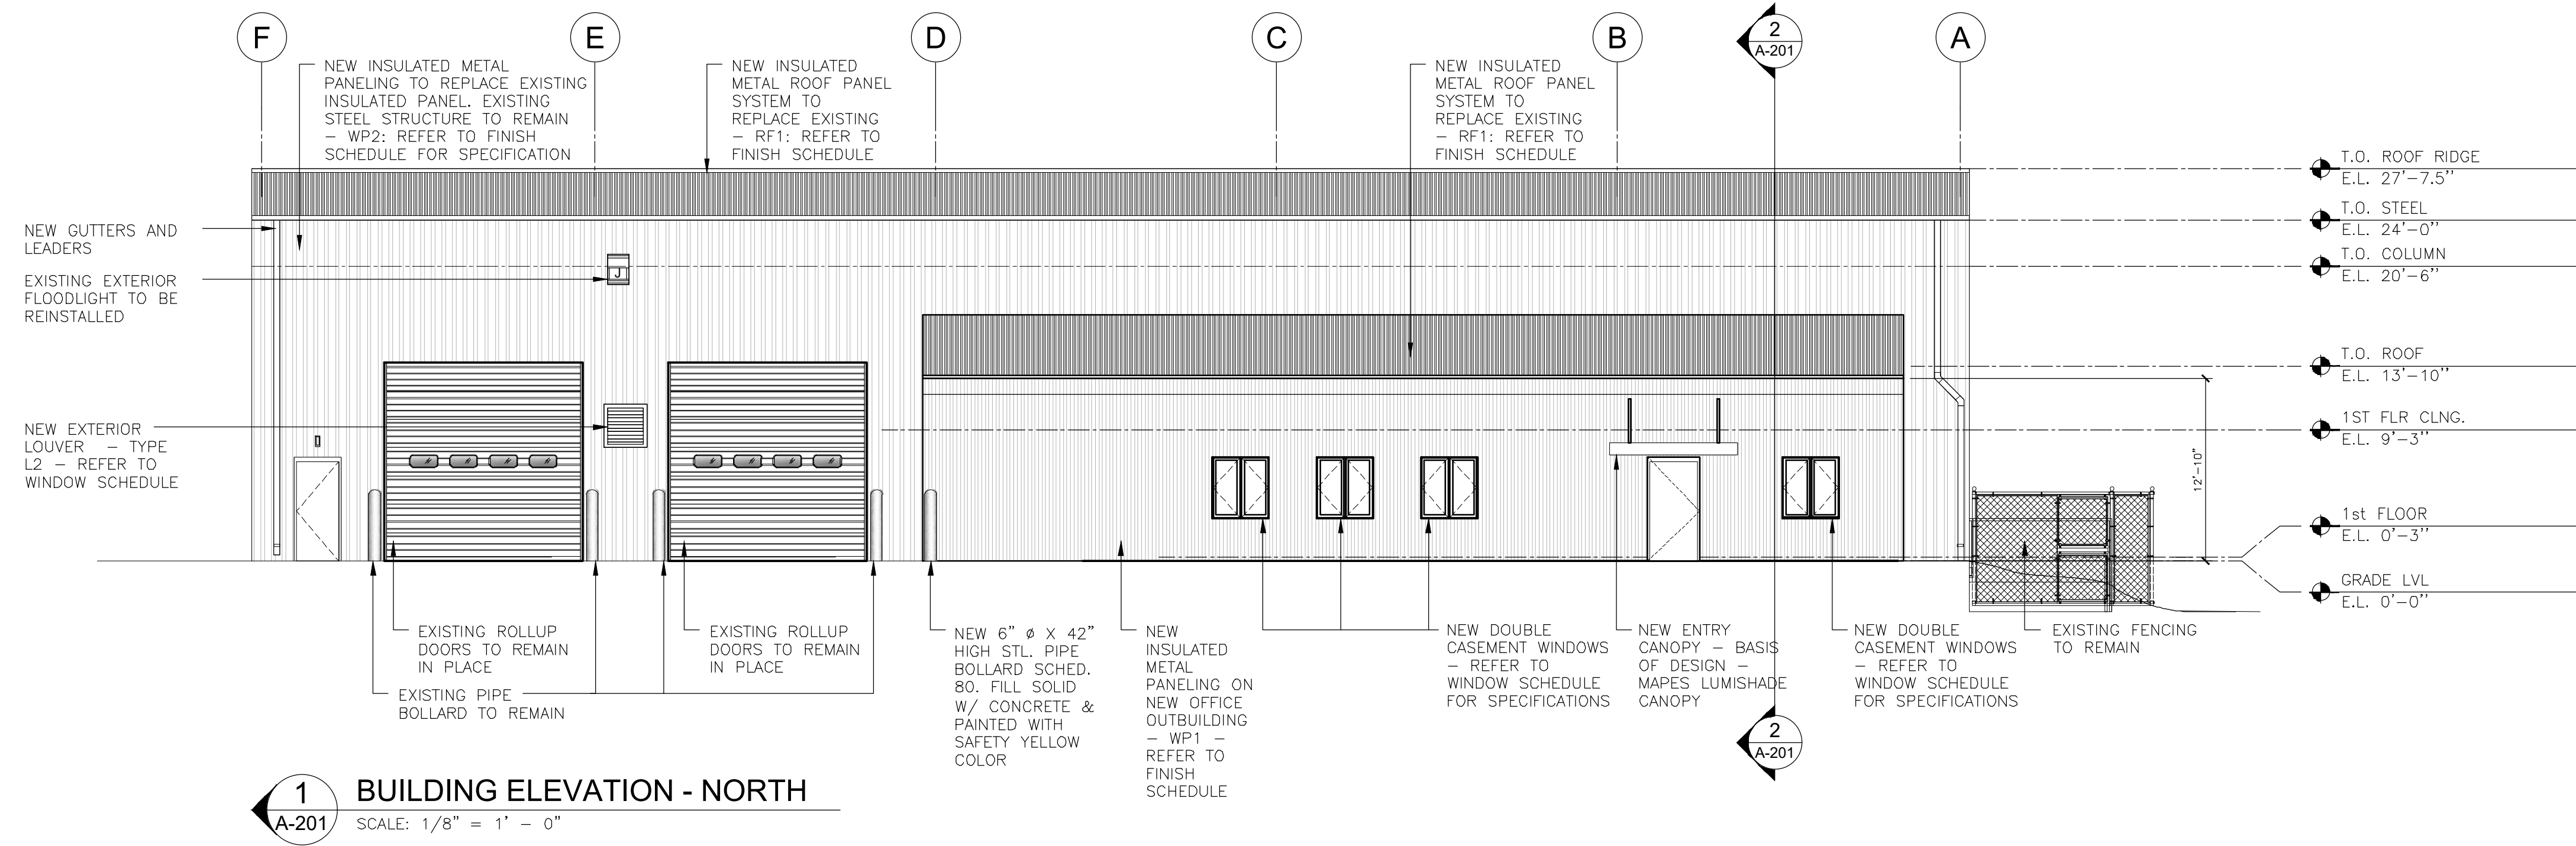 F
E
D
C
B
2
A-201
A
NEW INSULATED METAL
PANELING TO REPLACE EXISTING
INSULATED PANEL. EXISTING
STEEL STRUCTURE TO REMAIN
– WP2: REFER TO FINISH
SCHEDULE FOR SPECIFICATION
NEW INSULATED
METAL ROOF PANEL
SYSTEM TO
REPLACE EXISTING
– RF1: REFER TO
FINISH SCHEDULE
NEW INSULATED
METAL ROOF PANEL
SYSTEM TO
REPLACE EXISTING
– RF1: REFER TO
FINISH SCHEDULE
T.O. ROOF RIDGE
E.L. 27'–7.5"
T.O. STEEL
E.L. 24'–0"
T.O. COLUMN
E.L. 20'–6"
T.O. ROOF
E.L. 13'–10"
1ST FLR CLNG.
E.L. 9'–3"
1st FLOOR
E.L. 0'–3"
GRADE LVL
E.L. 0'–0"
12'–10"
NEW GUTTERS AND
LEADERS
EXISTING EXTERIOR
FLOODLIGHT TO BE
REINSTALLED
J
NEW EXTERIOR
LOUVER – TYPE
L2 – REFER TO
WINDOW SCHEDULE
EXISTING ROLLUP
DOORS TO REMAIN
IN PLACE
EXISTING ROLLUP
DOORS TO REMAIN
IN PLACE
EXISTING PIPE
BOLLARD TO REMAIN
NEW 6" ø X 42"
HIGH STL. PIPE
BOLLARD SCHED.
80. FILL SOLID
W/ CONCRETE &
PAINTED WITH
SAFETY YELLOW
COLOR
NEW
INSULATED
METAL
PANELING ON
NEW OFFICE
OUTBUILDING
– WP1 –
REFER TO
FINISH
SCHEDULE
NEW DOUBLE
CASEMENT WINDOWS
– REFER TO
WINDOW SCHEDULE
FOR SPECIFICATIONS
NEW ENTRY
CANOPY – BASIS
OF DESIGN –
MAPES LUMISHADE
CANOPY
NEW DOUBLE
CASEMENT WINDOWS
– REFER TO
WINDOW SCHEDULE
FOR SPECIFICATIONS
EXISTING FENCING
TO REMAIN
2
A-201
1
A-201
BUILDING ELEVATION - NORTH
SCALE: 1/8" = 1' – 0"